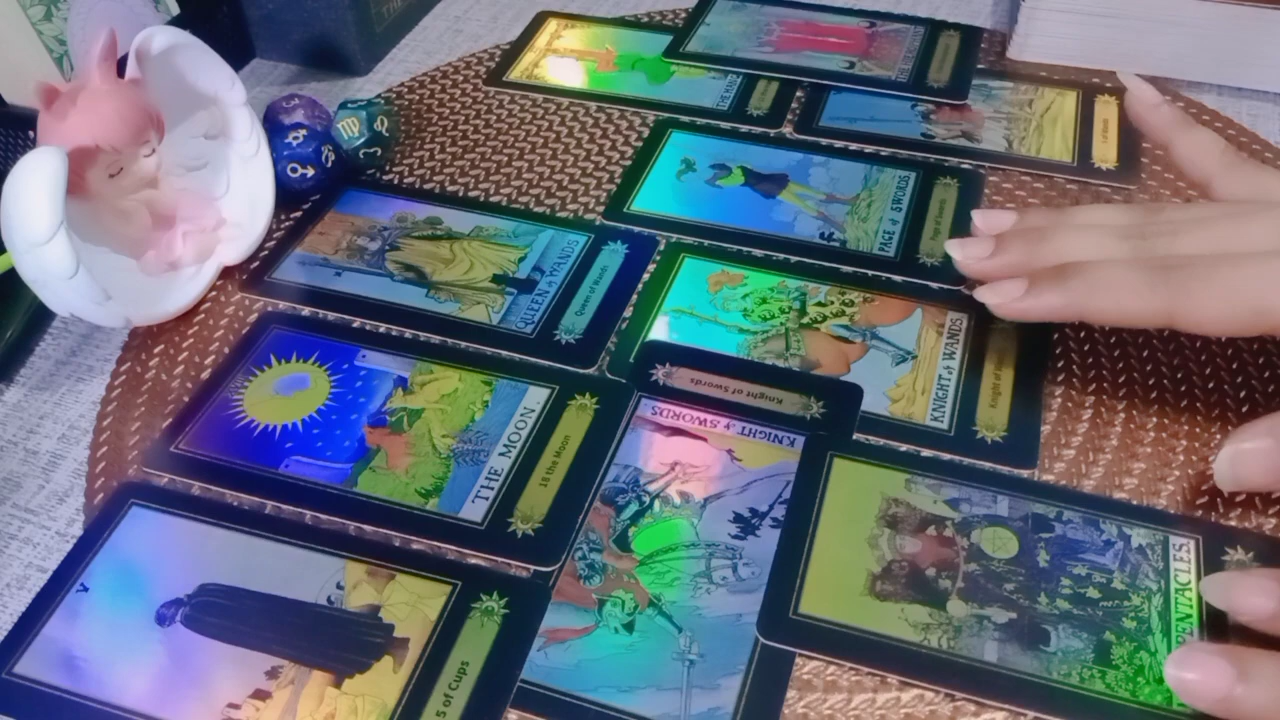 PAGE of SWORDS.
Page of Swords
QUEEN of WANDS
Queen of Wands
KNIGHT of WANDS.
Knight of
Knight of Swords
KNIGHT of SWORDS
THE MOON.
18 the Moon
PENTACLES.
V
5 of Cups